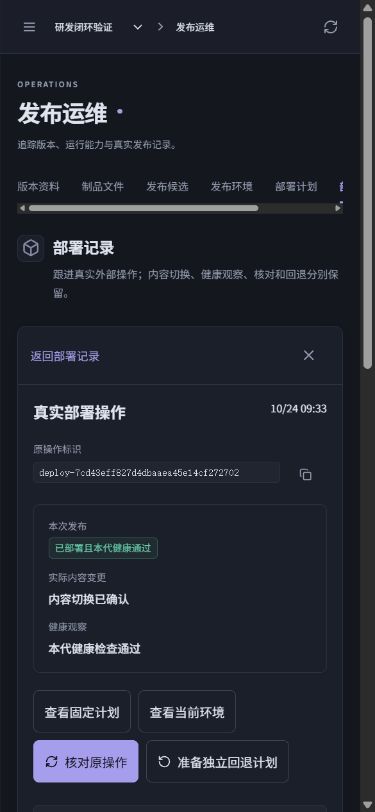 研发闭环验证
发布运维
OPERATIONS
发布运维
追踪版本、运行能力与真实发布记录。
版本资料 制品文件 发布候选 发布环境 部署计划
部署记录
跟进真实外部操作；内容切换、健康观察、核对和回退分别保
留。
返回部署记录
真实部署操作
10/24 09:33
原操作标识
deploy-7cd43eff827d4dbaaea45e14cf272702
本次发布
已部署且本代健康通过
实际内容变更
内容切换已确认
健康观察
本代健康检查通过
查看固定计划 查看当前环境
核对原操作 准备独立回退计划